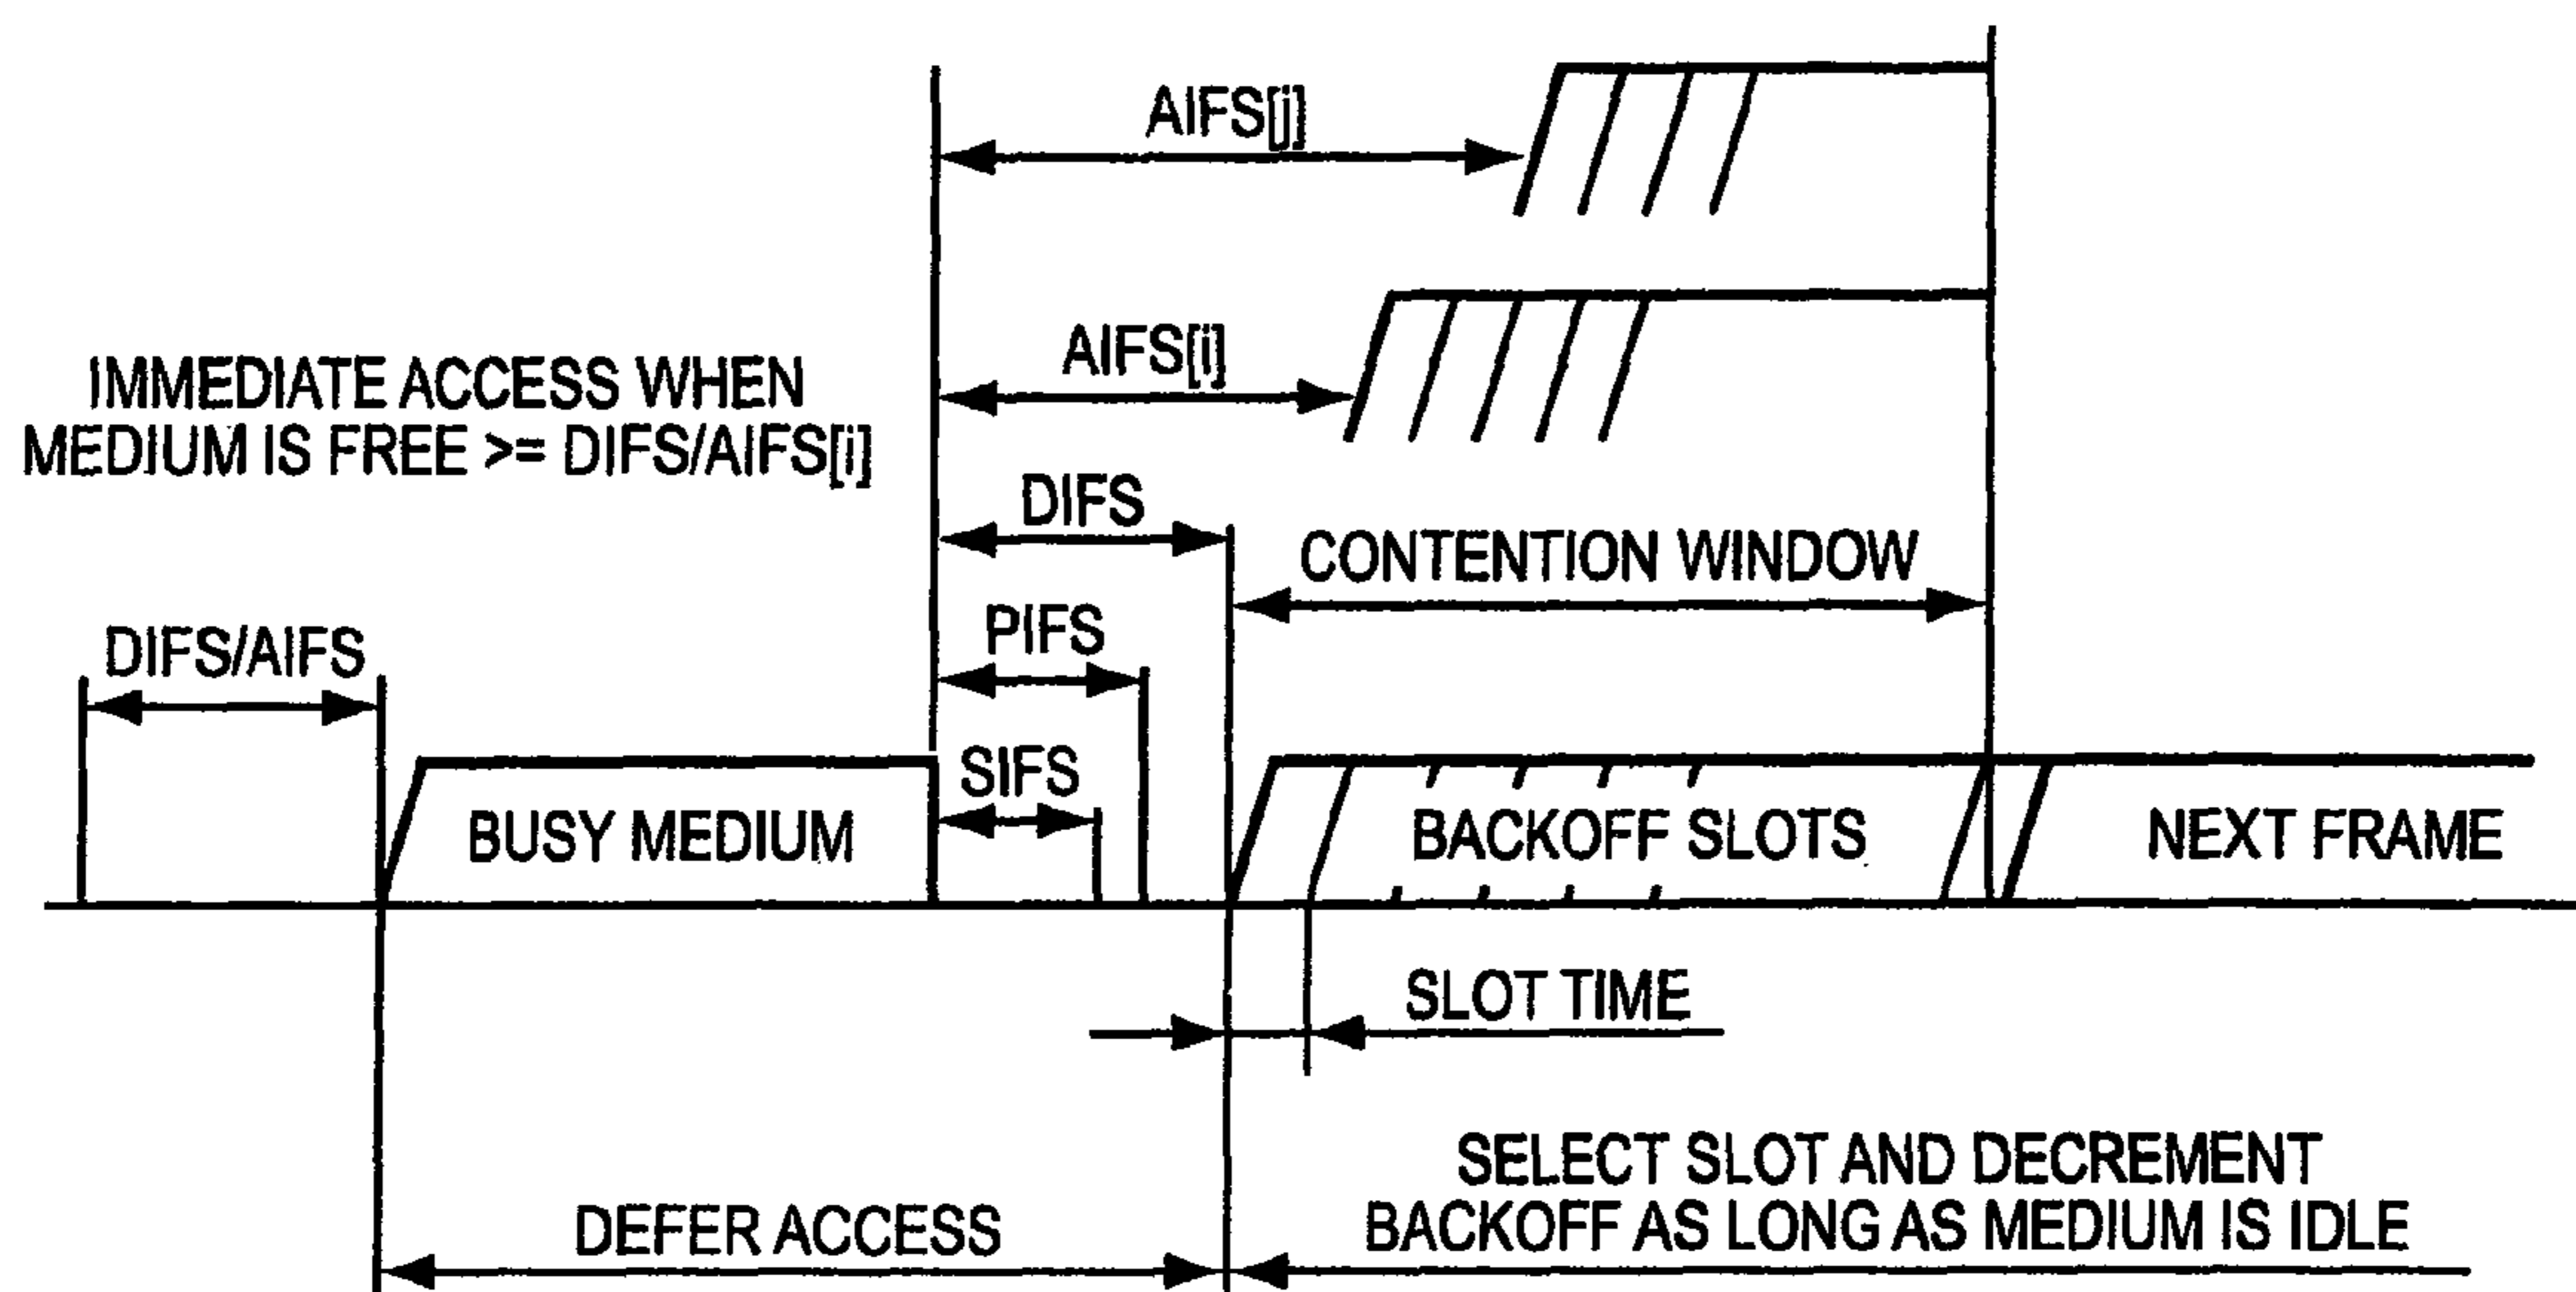 AIFS[j]
AIFS[i]
IMMEDIATE ACCESS WHEN
MEDIUM IS FREE >= DIFS/AIFS[i]
DIFS
CONTENTION WINDOW
PIFS
DIFS/AIFS
SIFS
BUSY MEDIUM
BACKOFF SLOTS
NEXT FRAME
SLOT TIME
SELECT SLOT AND DECREMENT
BACKOFF AS LONG AS MEDIUM IS IDLE
DEFER ACCESS